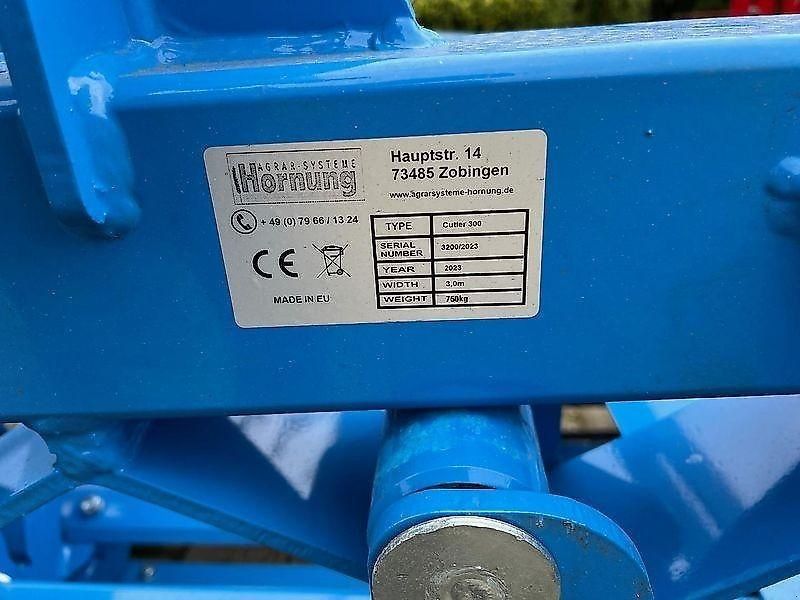 AGRAR-SYSTEME
Hornung
Hauptstr. 14
73485 Zobingen
www.agrarsysteme-hornung.de
+ 49 (0) 79 66 / 13 24
CE
MADE IN EU
TYPE Cutler 300
SERIAL NUMBER 3200/2023
YEAR 2023
WIDTH 3,0m
WEIGHT 750kg